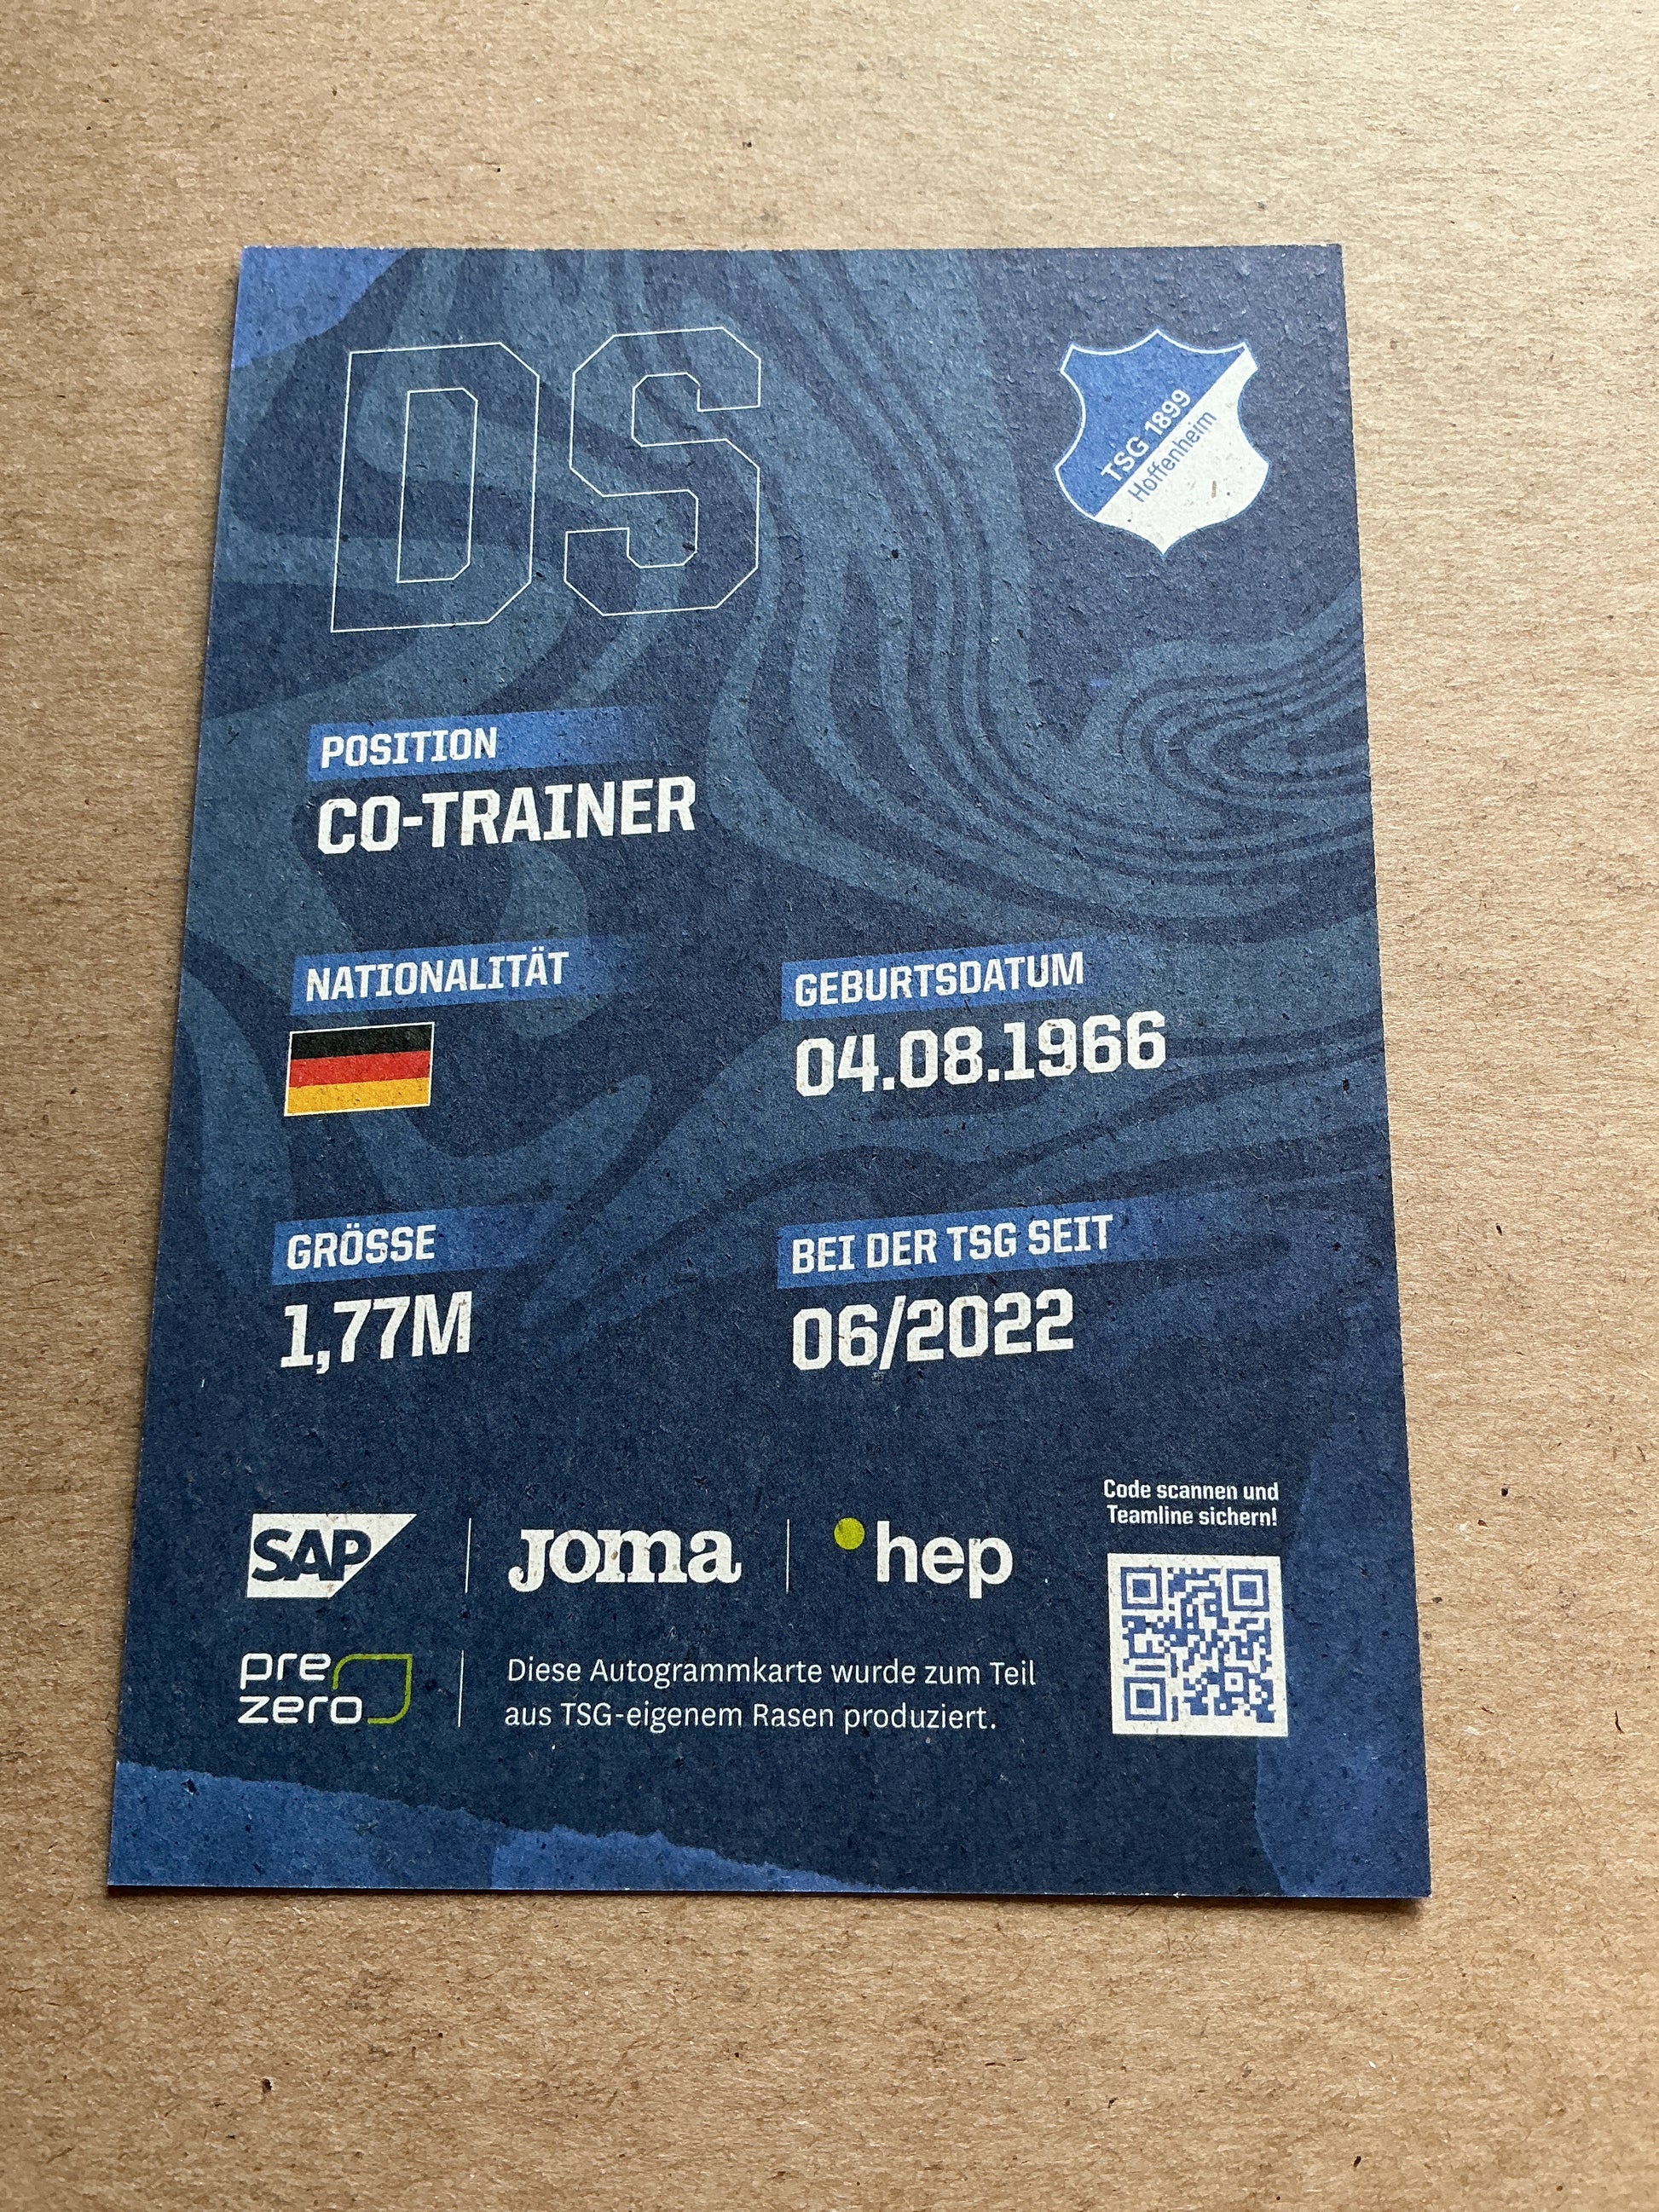 DS
TSG 1899
Hoffenheim
POSITION
CO-TRAINER
NATIONALITÄT
GEBURTSDATUM
04.08.1966
GRÖSSE
1,77M
BEI DER TSG SEIT
06/2022
Code scannen und
Teamline sichern!
SAP
Joma
hep
pre
zero
Diese Autogrammkarte wurde zum Teil
aus TSG-eigenem Rasen produziert.